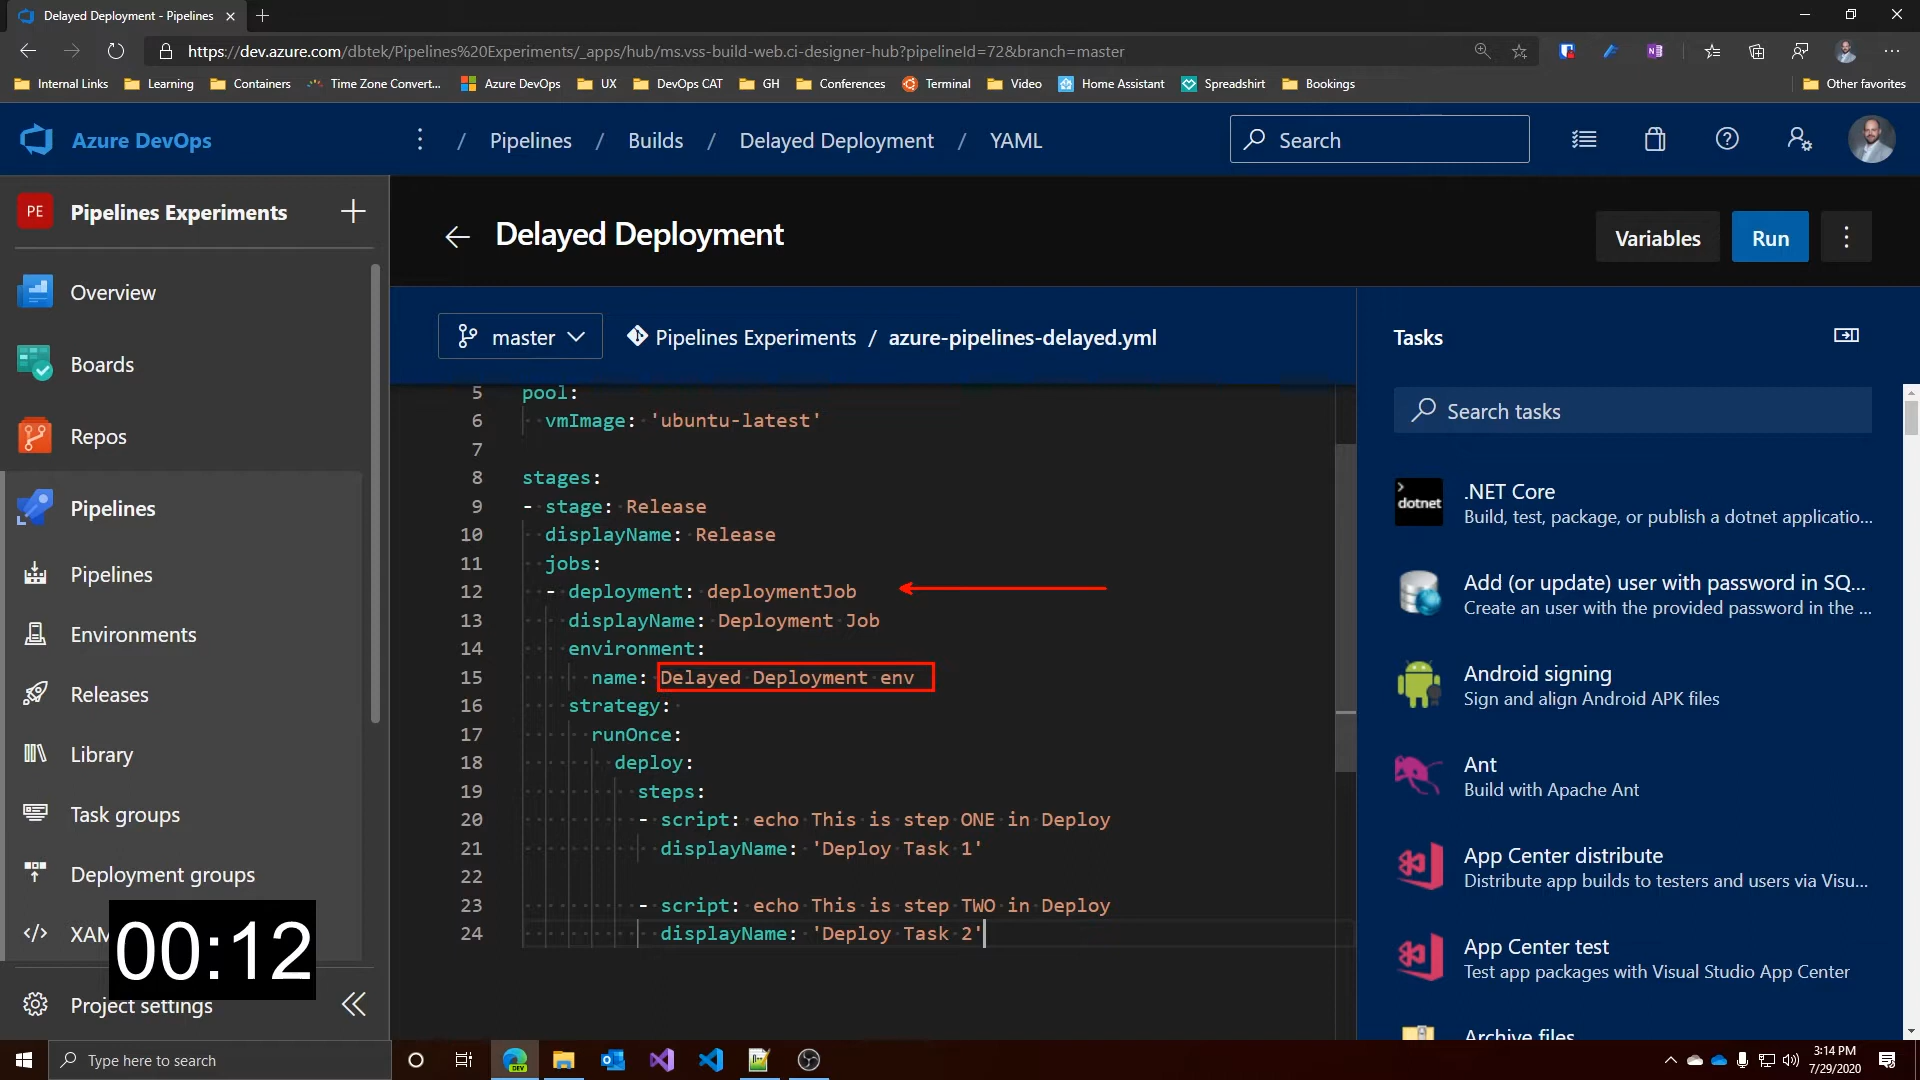 Delayed Deployment - Pipelines
https://dev.azure.com/dbtek/Pipelines%20Experiments/_apps/hub/ms.vss-build-web.ci-designer-hub?pipelineId=72&branch=master
Internal Links
Learning
Containers
Time Zone Convert...
Azure DevOps
UX
DevOps CAT
GH
Conferences
Terminal
Video
Home Assistant
Spreadshirt
Bookings
Other favorites
Azure DevOps
/ Pipelines / Builds / Delayed Deployment / YAML
Search
PE
Pipelines Experiments
Overview
Boards
Repos
Pipelines
Pipelines
Environments
Releases
Library
Task groups
Deployment groups
XAM
00:12
Project settings
Delayed Deployment
Variables
Run
master
Pipelines Experiments / azure-pipelines-delayed.yml
5 pool:
6 vmImage: 'ubuntu-latest'
7
8 stages:
9 - stage: Release
10 displayName: Release
11 jobs:
12 - deployment: deploymentJob
13 displayName: Deployment Job
14 environment:
15 name: Delayed Deployment env
16 strategy:
17 runOnce:
18 deploy:
19 steps:
20 - script: echo This is step ONE in Deploy
21 displayName: 'Deploy Task 1'
22
23 - script: echo This is step TWO in Deploy
24 displayName: 'Deploy Task 2'
Tasks
Search tasks
dotnet
.NET Core
Build, test, package, or publish a dotnet applicatio...
Add (or update) user with password in SQ...
Create an user with the provided password in the ...
Android signing
Sign and align Android APK files
Ant
Build with Apache Ant
App Center distribute
Distribute app builds to testers and users via Visu...
App Center test
Test app packages with Visual Studio App Center
Archive files
Type here to search
DEV
3:14 PM
7/29/2020